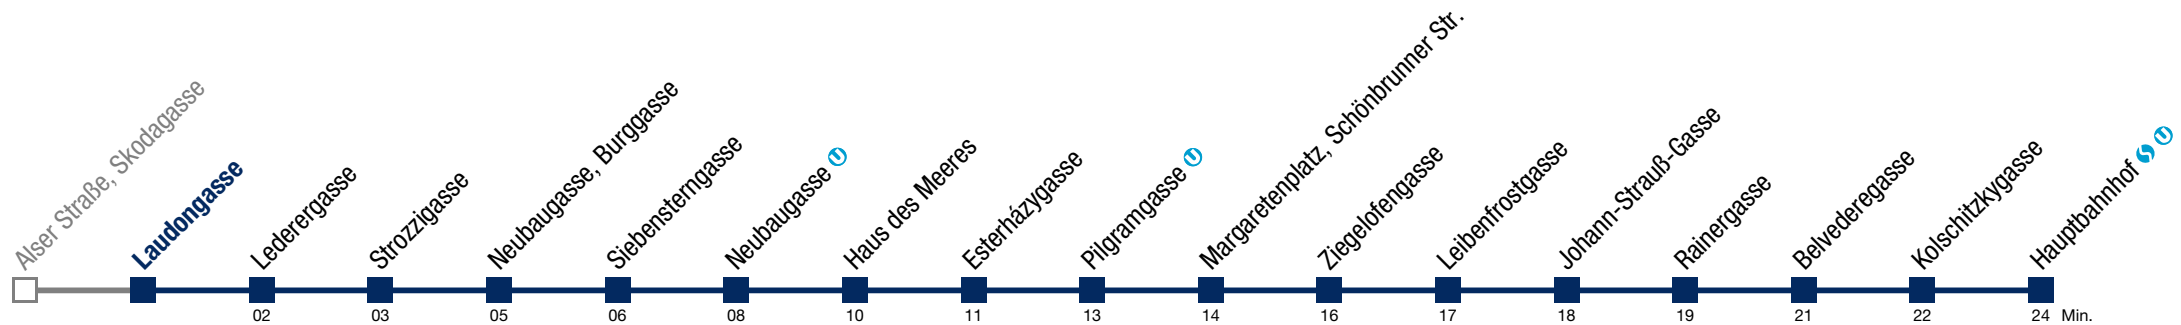 Alser Straße, Skodagasse
Laudongasse
Lederergasse
Strozzigasse
Neubaugasse, Burggasse
Siebensterngasse
Neubaugasse U
Haus des Meeres
Esterházygasse
Pilgramgasse U
Margaretenplatz, Schönbrunner Str.
Ziegelofengasse
Leibenfrostgasse
Johann-Strauß-Gasse
Rainergasse
Belvederegasse
Kolschitzkygasse
Hauptbahnhof S U
02 03 05 06 08 10 11 13 14 16 17 18 19 21 22 24 Min.